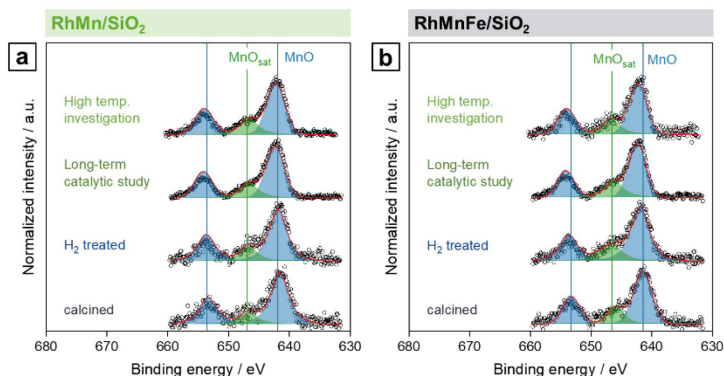 RhMn/SiO₂
RhMnFe/SiO₂
a
MnOsat
MnO
High temp.
investigation
Long-term
catalytic study
H₂ treated
calcined
Normalized intensity / a.u.
680 670 660 650 640 630
Binding energy / eV
b
MnOsat
MnO
High temp.
investigation
Long-term
catalytic study
H₂ treated
calcined
Normalized intensity / a.u.
680 670 660 650 640 630
Binding energy / eV